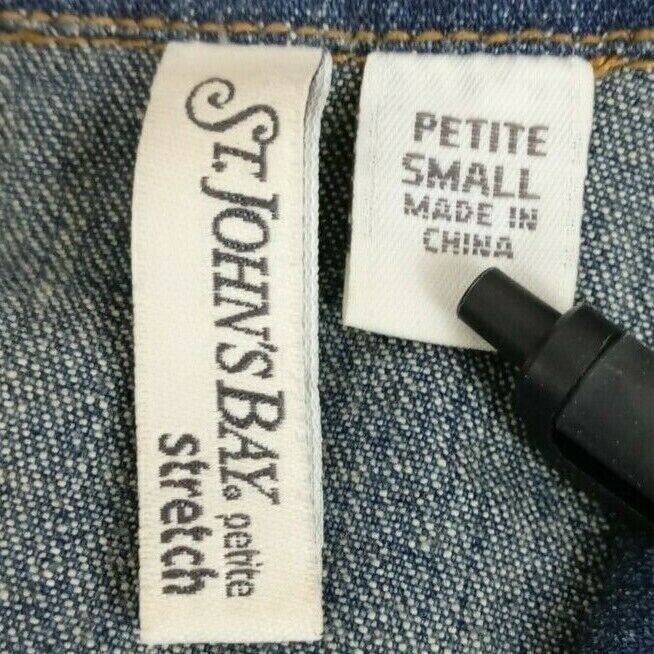 ST. JOHN'S BAY® petite
stretch
PETITE
SMALL
MADE IN
CHINA